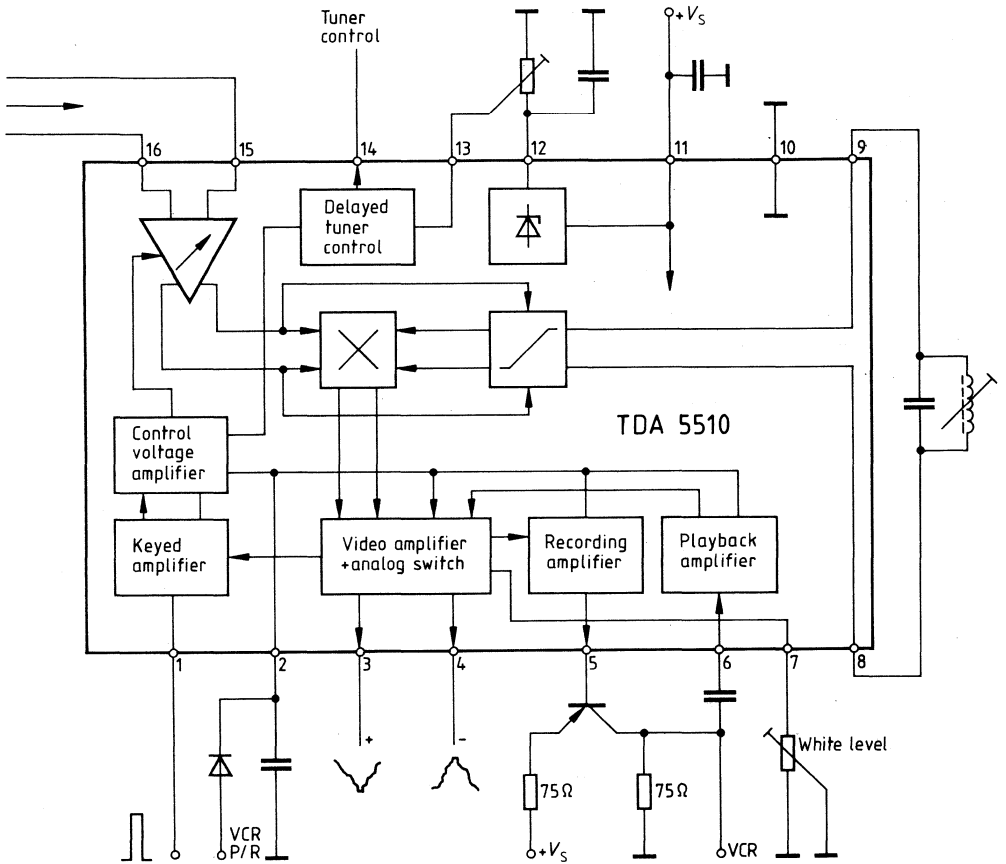 Tuner
control
+VS
16
15
14
13
12
11
10
9
Delayed
tuner
control
TDA 5510
Control
voltage
amplifier
Keyed
amplifier
Video amplifier
+analog switch
Recording
amplifier
Playback
amplifier
1
2
3
4
5
6
7
8
+
-
White level
75Ω
75Ω
VCR
P/R
+VS
VCR